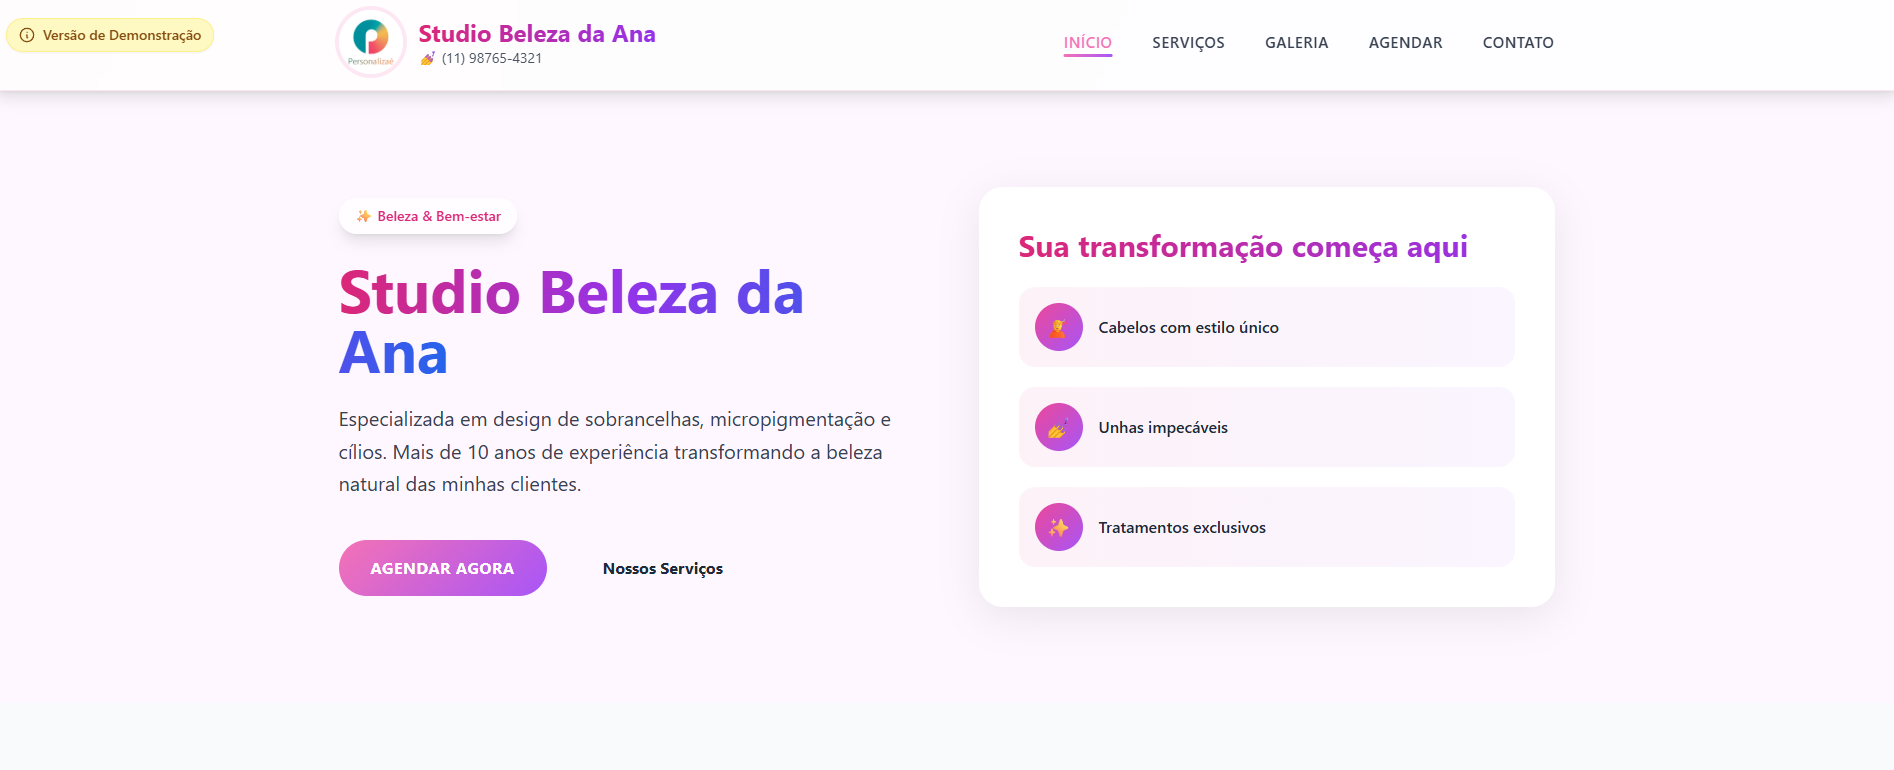 Versão de Demonstração
Personalizaê
Studio Beleza da Ana
(11) 98765-4321
INÍCIO
SERVIÇOS
GALERIA
AGENDAR
CONTATO
Beleza & Bem-estar
Studio Beleza da
Ana
Especializada em design de sobrancelhas, micropigmentação e
cílios. Mais de 10 anos de experiência transformando a beleza
natural das minhas clientes.
AGENDAR AGORA
Nossos Serviços
Sua transformação começa aqui
Cabelos com estilo único
Unhas impecáveis
Tratamentos exclusivos